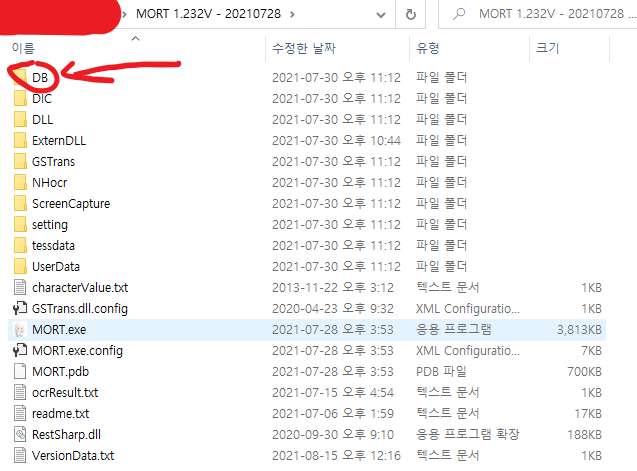 MORT 1.232V - 20210728
MORT 1.232V - 20210728 ...
이름 수정한 날짜 유형 크기
DB 2021-07-30 오후 11:12 파일 폴더
DIC 2021-07-30 오후 11:12 파일 폴더
DLL 2021-07-30 오후 11:12 파일 폴더
ExternDLL 2021-07-30 오후 10:44 파일 폴더
GSTrans 2021-07-30 오후 11:12 파일 폴더
NHocr 2021-07-30 오후 11:12 파일 폴더
ScreenCapture 2021-07-30 오후 11:12 파일 폴더
setting 2021-07-30 오후 11:12 파일 폴더
tessdata 2021-07-30 오후 11:12 파일 폴더
UserData 2021-07-30 오후 11:12 파일 폴더
characterValue.txt 2013-11-22 오후 3:12 텍스트 문서 1KB
GSTrans.dll.config 2020-04-23 오후 9:32 XML Configuratio... 1KB
MORT.exe 2021-07-28 오후 3:53 응용 프로그램 3,813KB
MORT.exe.config 2021-07-28 오후 3:53 XML Configuratio... 7KB
MORT.pdb 2021-07-28 오후 3:53 PDB 파일 700KB
ocrResult.txt 2021-07-15 오후 4:54 텍스트 문서 1KB
readme.txt 2021-07-06 오후 1:59 텍스트 문서 17KB
RestSharp.dll 2020-09-30 오후 9:10 응용 프로그램 확장 188KB
VersionData.txt 2021-08-15 오후 12:16 텍스트 문서 1KB